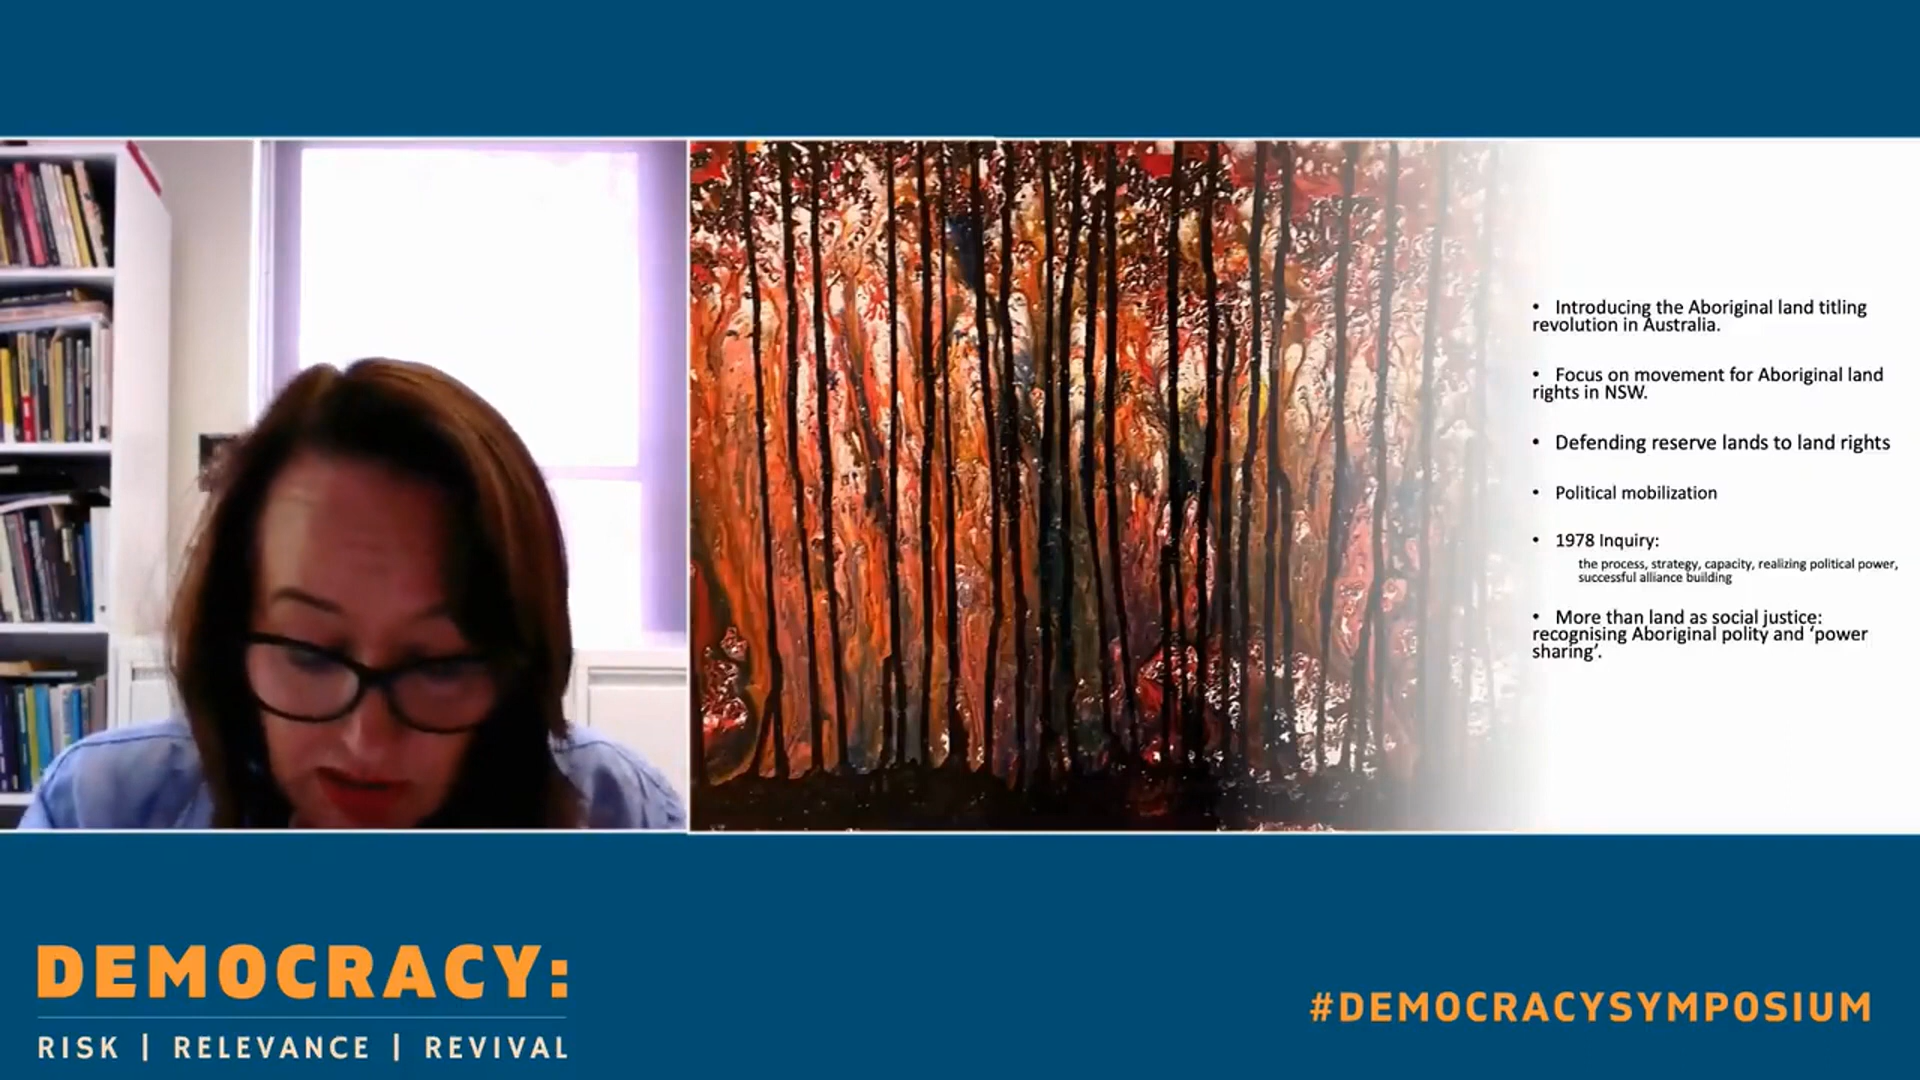 • Introducing the Aboriginal land titling
revolution in Australia.
• Focus on movement for Aboriginal land
rights in NSW.
• Defending reserve lands to land rights
• Political mobilization
• 1978 Inquiry:
the process, strategy, capacity, realizing political power,
successful alliance building
• More than land as social justice:
recognising Aboriginal polity and ‘power
sharing’.
DEMOCRACY:
RISK | RELEVANCE | REVIVAL
#DEMOCRACYSYMPOSIUM